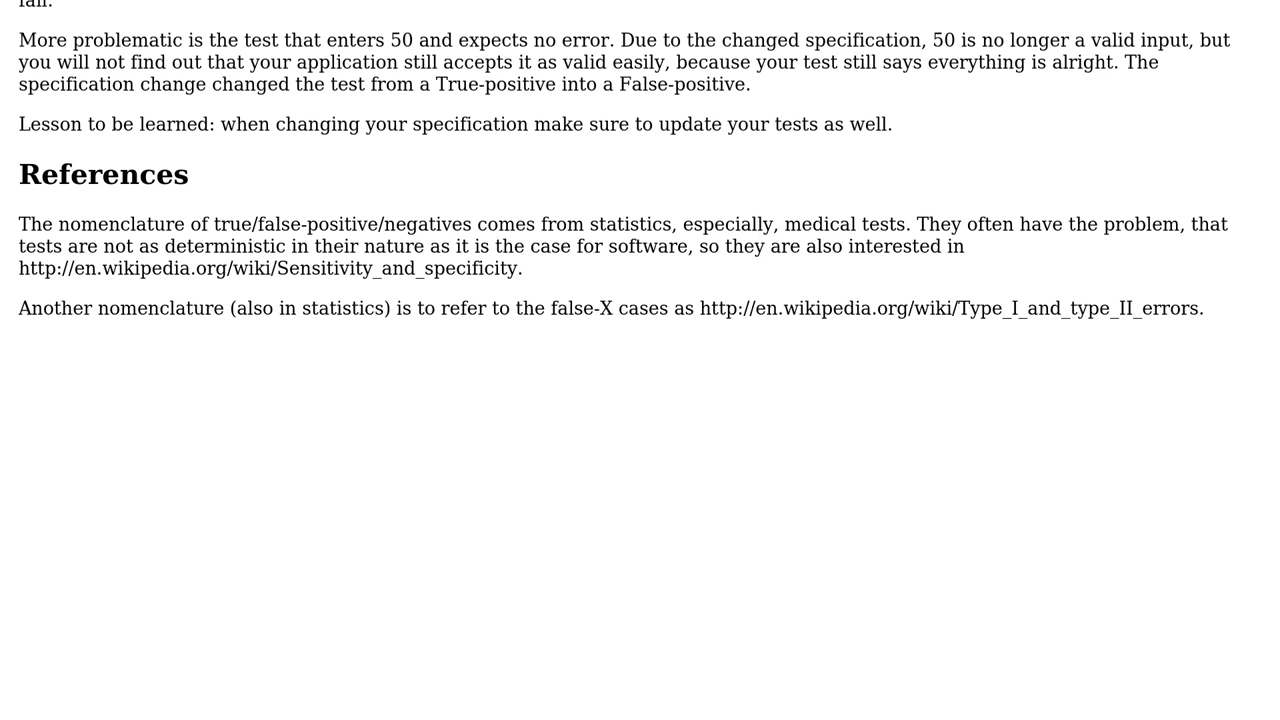 fail.
More problematic is the test that enters 50 and expects no error. Due to the changed specification, 50 is no longer a valid input, but
you will not find out that your application still accepts it as valid easily, because your test still says everything is alright. The
specification change changed the test from a True-positive into a False-positive.
Lesson to be learned: when changing your specification make sure to update your tests as well.
References
The nomenclature of true/false-positive/negatives comes from statistics, especially, medical tests. They often have the problem, that
tests are not as deterministic in their nature as it is the case for software, so they are also interested in
http://en.wikipedia.org/wiki/Sensitivity_and_specificity.
Another nomenclature (also in statistics) is to refer to the false-X cases as http://en.wikipedia.org/wiki/Type_I_and_type_II_errors.